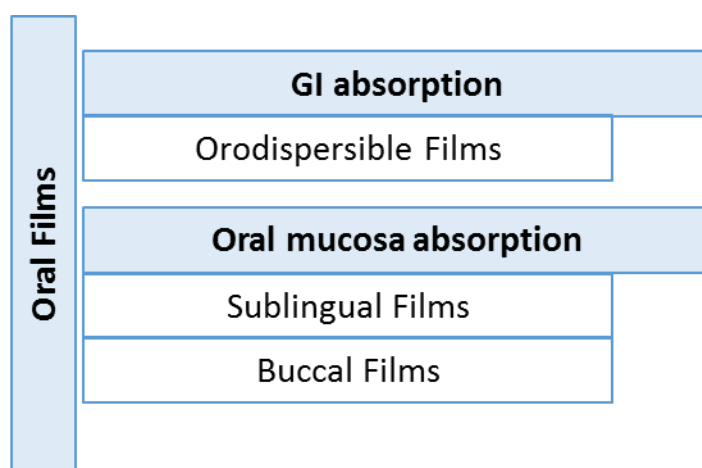 Oral Films
GI absorption
Orodispersible Films
Oral mucosa absorption
Sublingual Films
Buccal Films